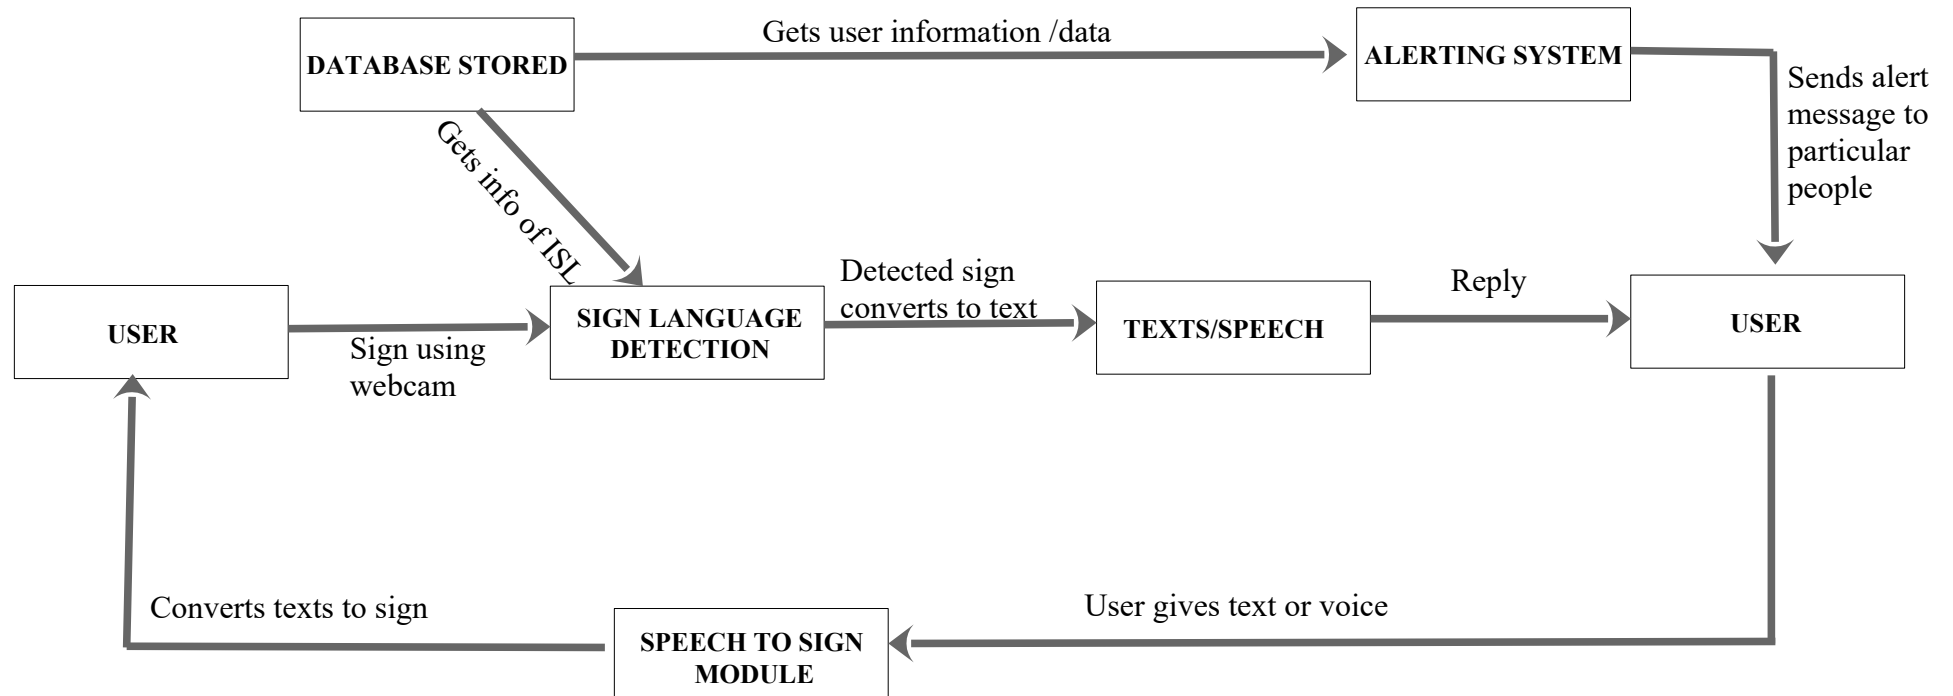 Gets user information /data
DATABASE STORED
ALERTING SYSTEM
Sends alert
message to
particular
people
Gets info of ISL
USER
Sign using
webcam
SIGN LANGUAGE
DETECTION
Detected sign
converts to text
TEXTS/SPEECH
Reply
USER
Converts texts to sign
SPEECH TO SIGN
MODULE
User gives text or voice